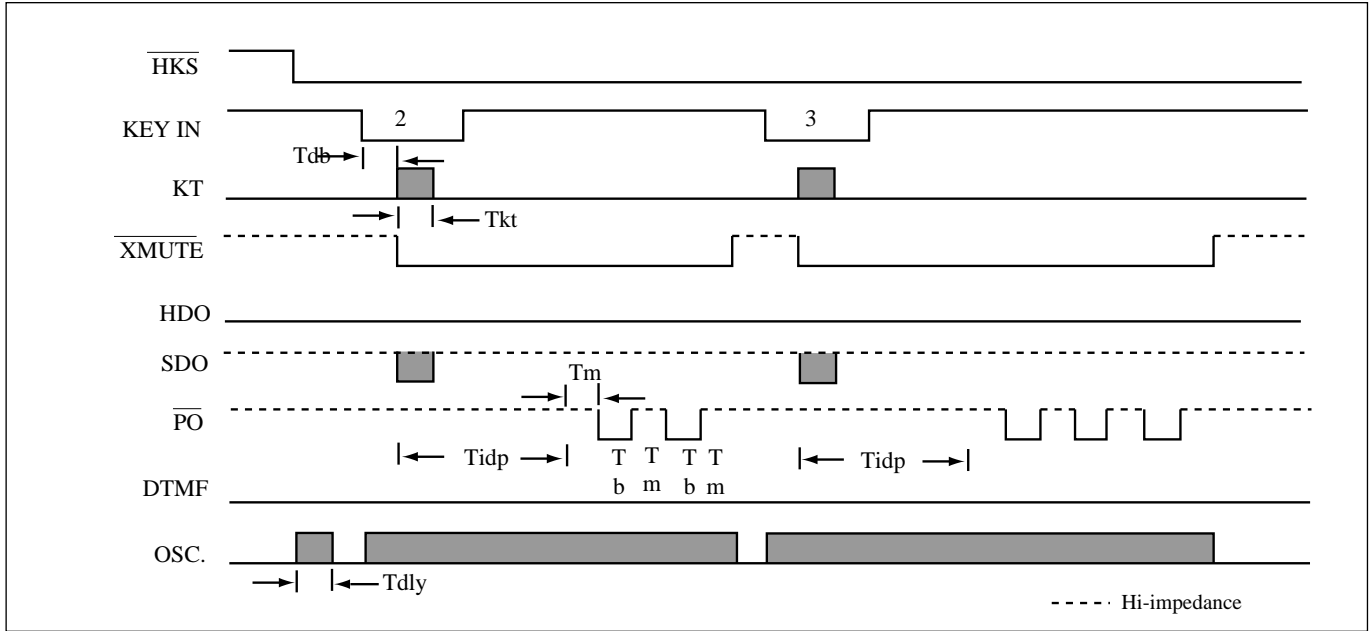 HKS
KEY IN 2 3
Tdb
KT
Tkt
XMUTE
HDO
SDO
Tm
PO
Tidp T b T m T b T m Tidp
DTMF
OSC.
Tdly
Hi-impedance